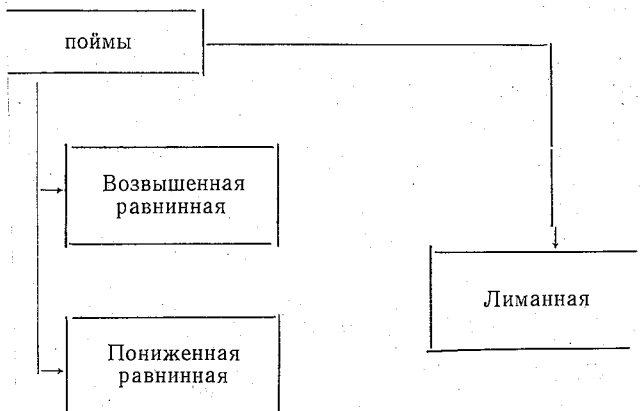 поймы
Возвышенная
равнинная
Лиманная
Пониженная
равнинная